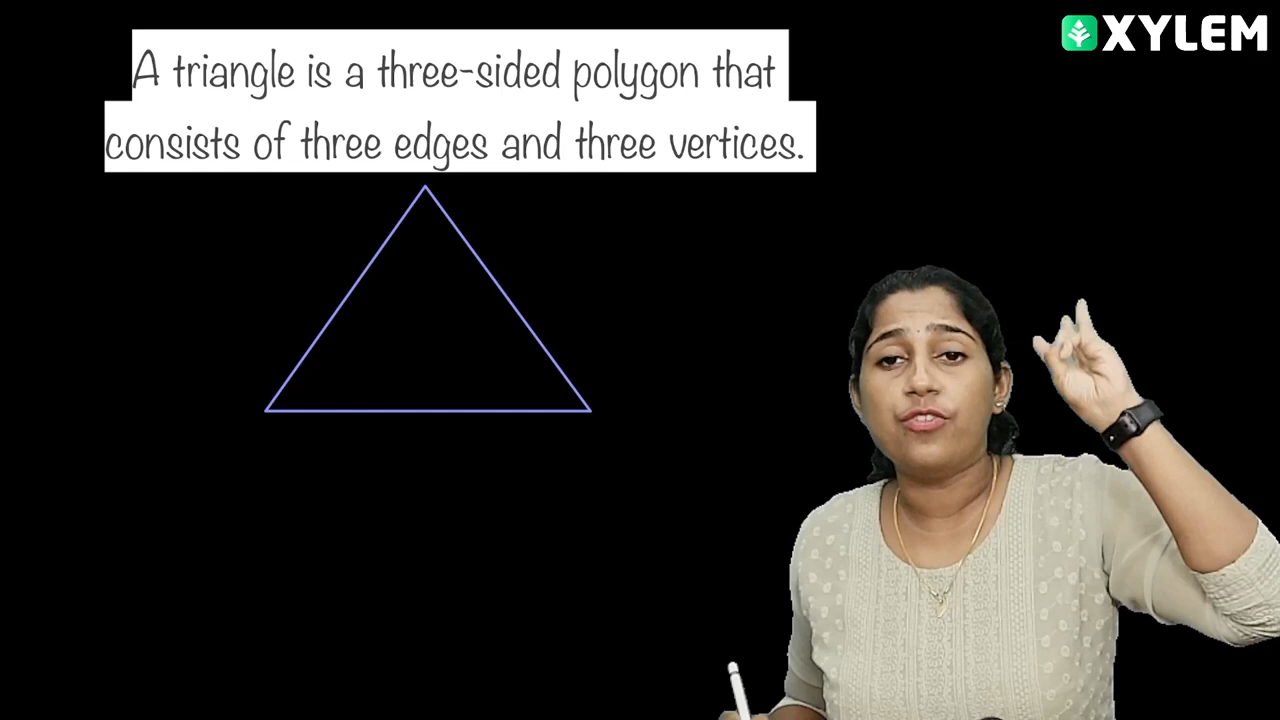 XYLEM
A triangle is a three-sided polygon that
consists of three edges and three vertices.